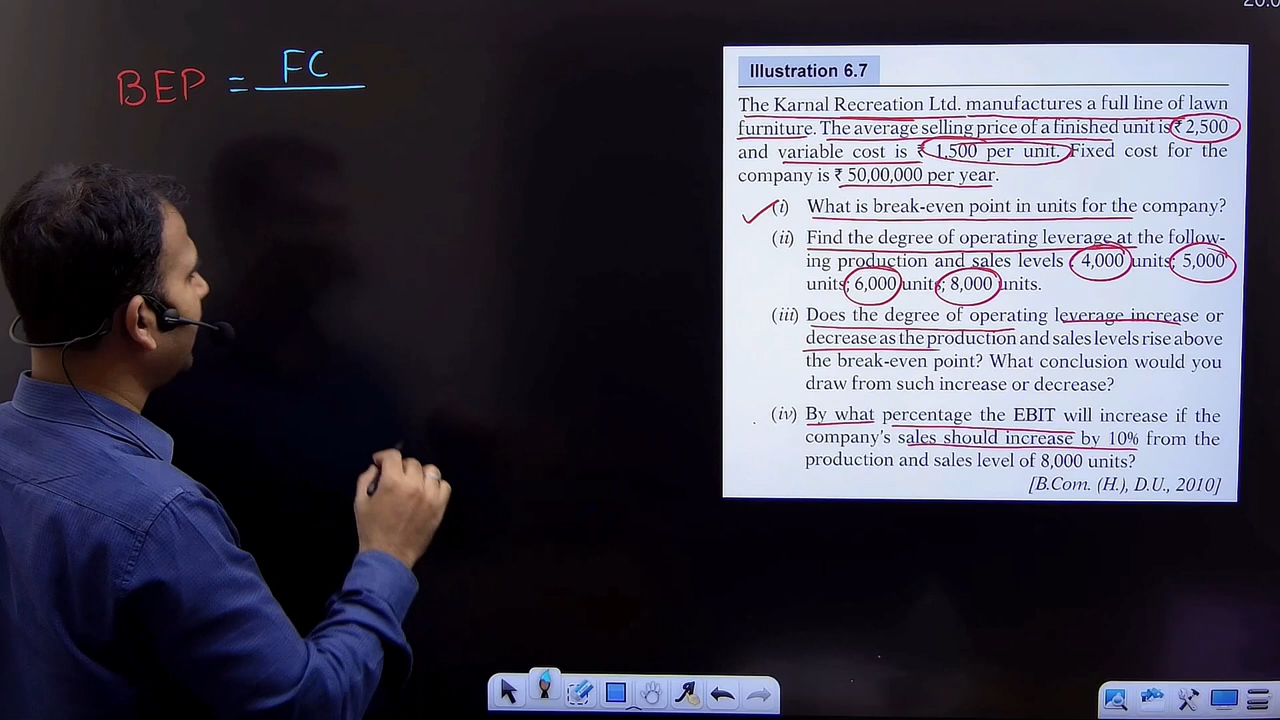 BEP = FC
Illustration 6.7
The Karnal Recreation Ltd. manufactures a full line of lawn
furniture. The average selling price of a finished unit is ₹ 2,500
and variable cost is ₹ 1,500 per unit. Fixed cost for the
company is ₹ 50,00,000 per year.
(i) What is break-even point in units for the company?
(ii) Find the degree of operating leverage at the follow-
ing production and sales levels : 4,000 units; 5,000
units; 6,000 units; 8,000 units.
(iii) Does the degree of operating leverage increase or
decrease as the production and sales levels rise above
the break-even point? What conclusion would you
draw from such increase or decrease?
(iv) By what percentage the EBIT will increase if the
company's sales should increase by 10% from the
production and sales level of 8,000 units?
[B.Com. (H.), D.U., 2010]